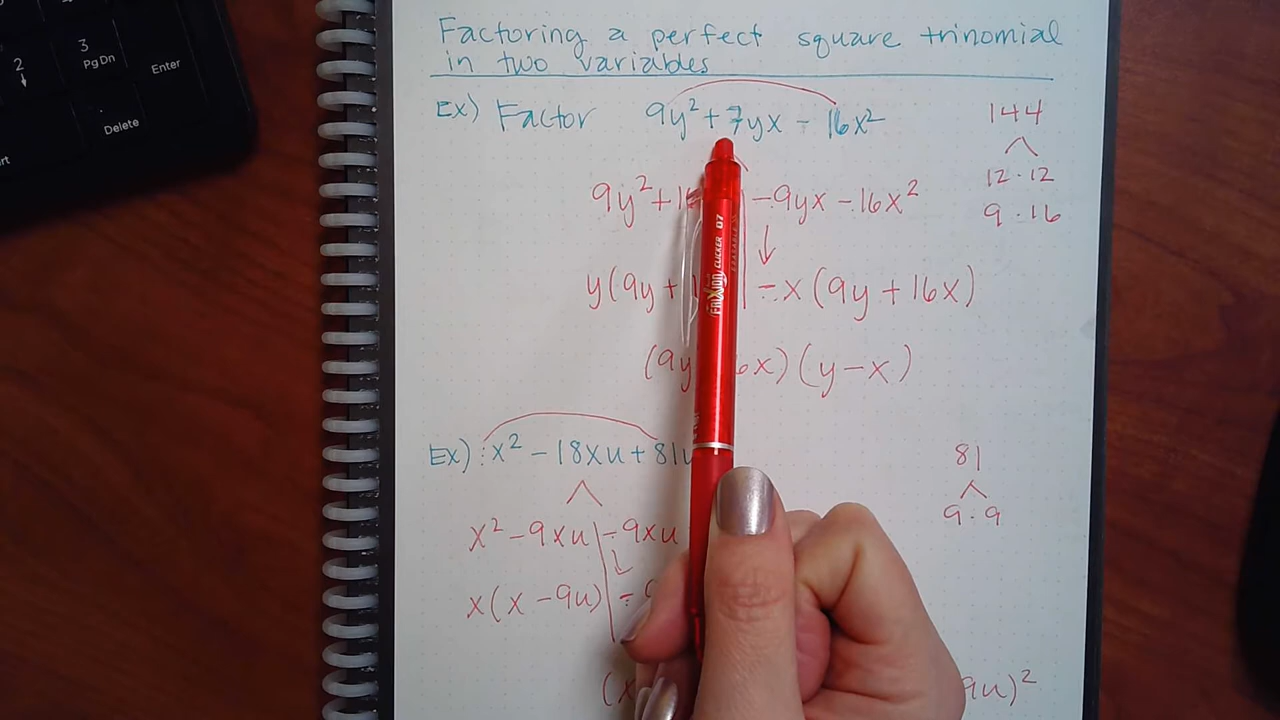 Factoring a perfect square trinomial
in two variables
Ex) Factor 9y² + 7yx - 16x²
144
12 · 12
9 · 16
9y² + 1 - 9yx - 16x²
y(9y + - x(9y + 16x)
(9y 6x)(y - x)
Ex) x² - 18xu + 81u
81
9 · 9
x² - 9xu - 9xu
x(x - 9u) -
(x 9u)²
FriXion CLICKER 07
ERASABLE
2
3
PgDn
Enter
Delete